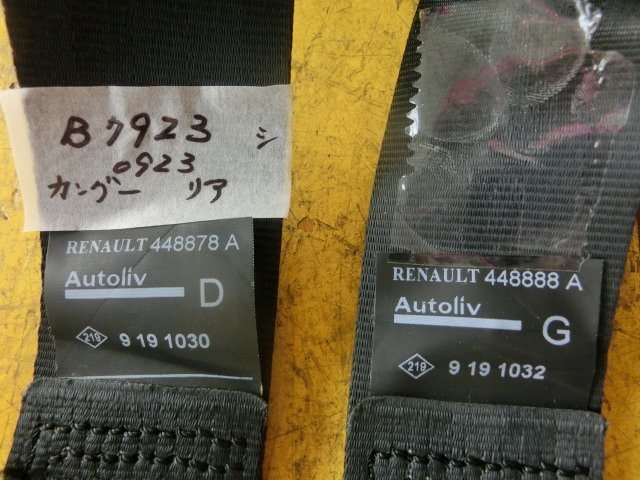 B7923 シ
0923
カングー リア
RENAULT 448878 A
Autoliv
D
219 9 19 1030
RENAULT 448888 A
Autoliv
G
219 9 19 1032